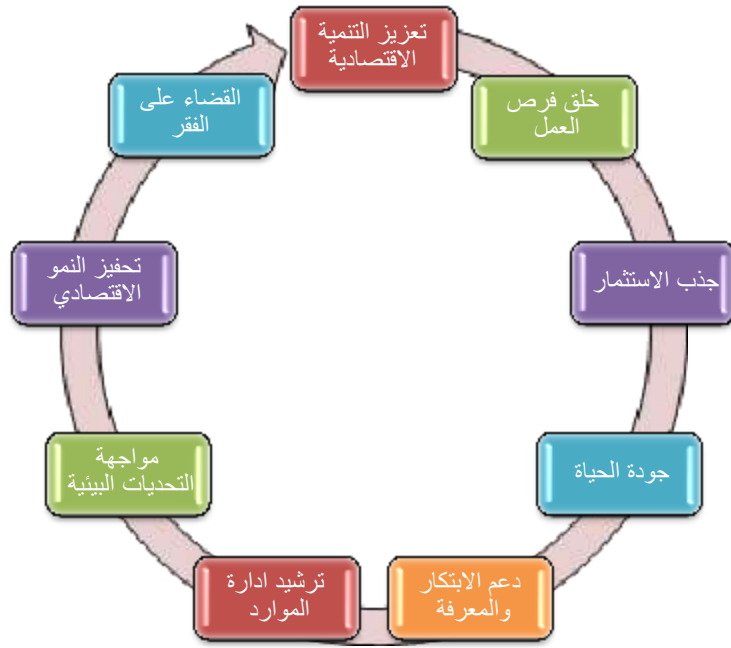 تعزيز التنمية
الاقتصادية
خلق فرص
العمل
جذب الاستثمار
جودة الحياة
دعم الابتكار
والمعرفة
ترشيد ادارة
الموارد
مواجهة
التحديات البيئية
تحفيز النمو
الاقتصادي
القضاء على
الفقر